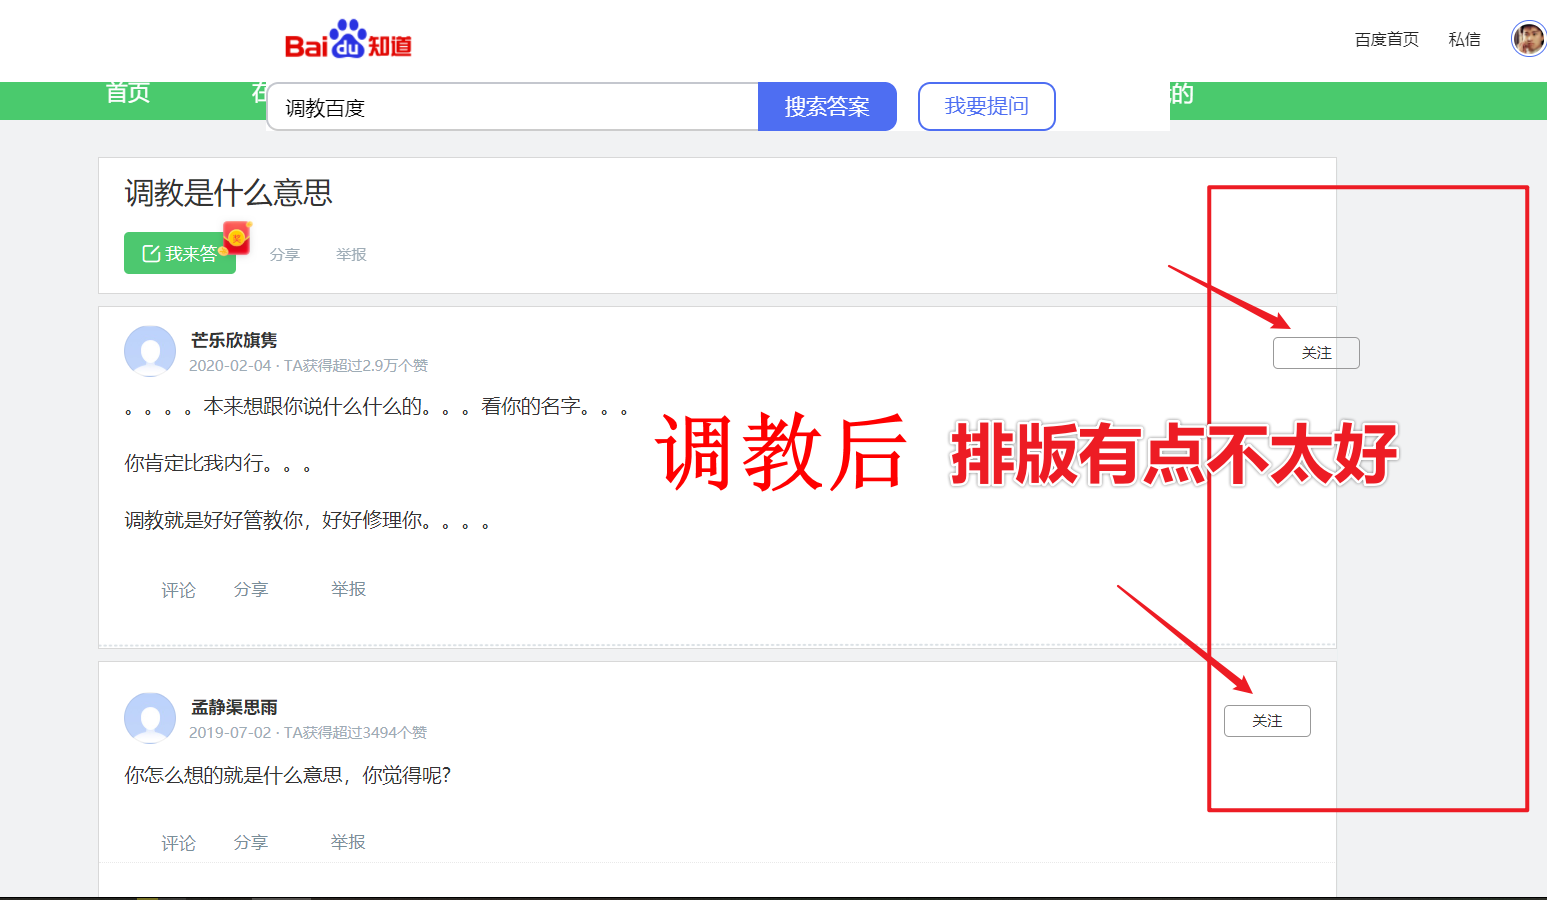 Bai du 知道
百度首页 私信
首页 在 的
调教百度 搜索答案 我要提问
调教是什么意思
我来答 奖 分享 举报
芒乐欣旗隽
2020-02-04 · TA获得超过2.9万个赞
关注
。。。。本来想跟你说什么什么的。。。看你的名字。。。
调教后 排版有点不太好
你肯定比我内行。。。
调教就是好好管教你，好好修理你。。。。
评论 分享 举报
孟静渠思雨
2019-07-02 · TA获得超过3494个赞
关注
你怎么想的就是什么意思，你觉得呢?
评论 分享 举报